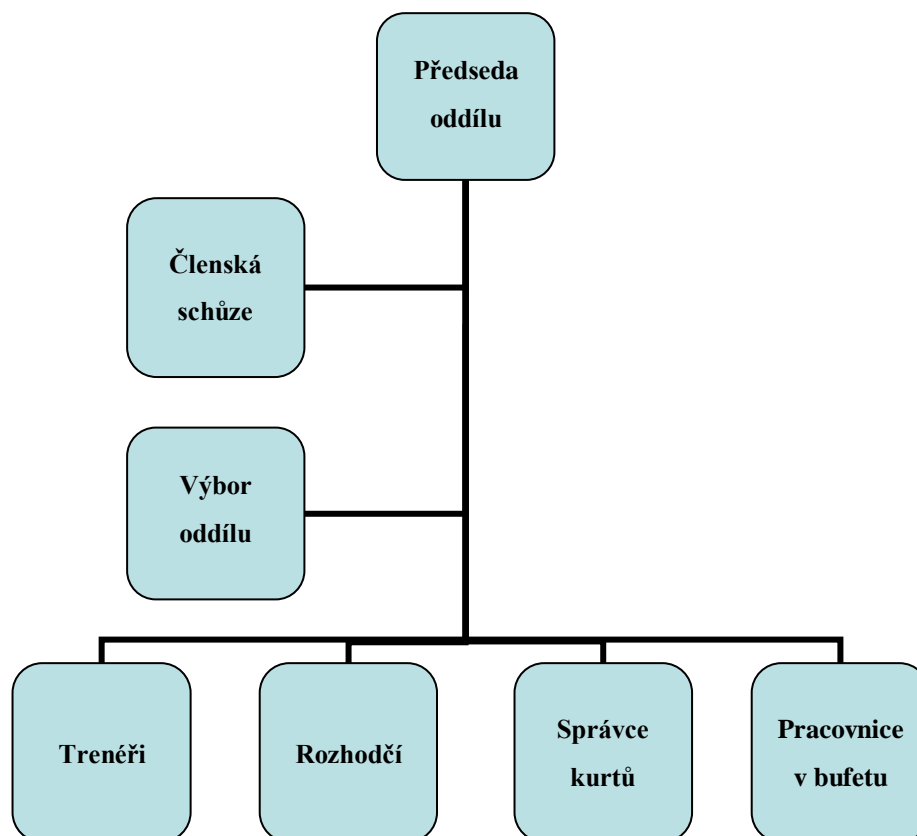 Předseda
oddílu
Členská
schůze
Výbor
oddílu
Trenéři
Rozhodčí
Správce
kurtů
Pracovnice
v bufetu